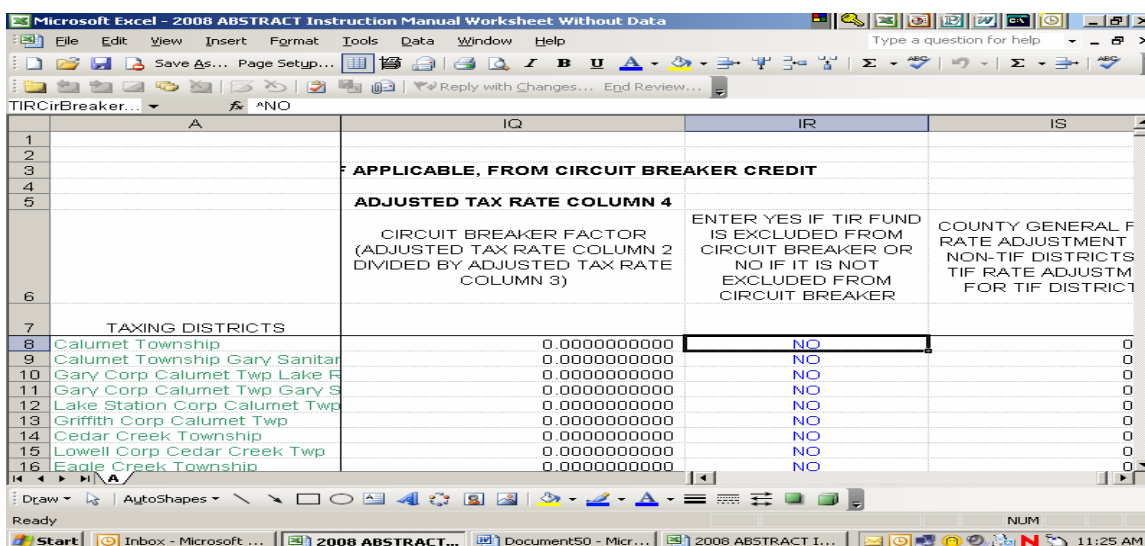 Microsoft Excel - 2008 ABSTRACT Instruction Manual Worksheet Without Data
File Edit View Insert Format Tools Data Window Help Type a question for help
Save As... Page Setup... I B U A Σ ABC Σ ABC
Reply with Changes... End Review...
TIRCirBreaker... fx ^NO
A IQ IR IS
1
2
3 F APPLICABLE, FROM CIRCUIT BREAKER CREDIT
4
5 ADJUSTED TAX RATE COLUMN 4
CIRCUIT BREAKER FACTOR
(ADJUSTED TAX RATE COLUMN 2
DIVIDED BY ADJUSTED TAX RATE
COLUMN 3)
ENTER YES IF TIR FUND
IS EXCLUDED FROM
CIRCUIT BREAKER OR
NO IF IT IS NOT
EXCLUDED FROM
CIRCUIT BREAKER
COUNTY GENERAL F
RATE ADJUSTMENT
NON-TIF DISTRICTS
TIF RATE ADJUSTM
FOR TIF DISTRICT
6
7 TAXING DISTRICTS
8 Calumet Township 0.0000000000 NO 0
9 Calumet Township Gary Sanitar 0.0000000000 NO 0
10 Gary Corp Calumet Twp Lake R 0.0000000000 NO 0
11 Gary Corp Calumet Twp Gary S 0.0000000000 NO 0
12 Lake Station Corp Calumet Twp 0.0000000000 NO 0
13 Griffith Corp Calumet Twp 0.0000000000 NO 0
14 Cedar Creek Township 0.0000000000 NO 0
15 Lowell Corp Cedar Creek Twp 0.0000000000 NO 0
16 Eagle Creek Township 0.0000000000 NO 0
A
Draw AutoShapes A
Ready NUM
Start Inbox - Microsoft ... 2008 ABSTRACT... Document50 - Micr... 2008 ABSTRACT I... N 11:25 AM